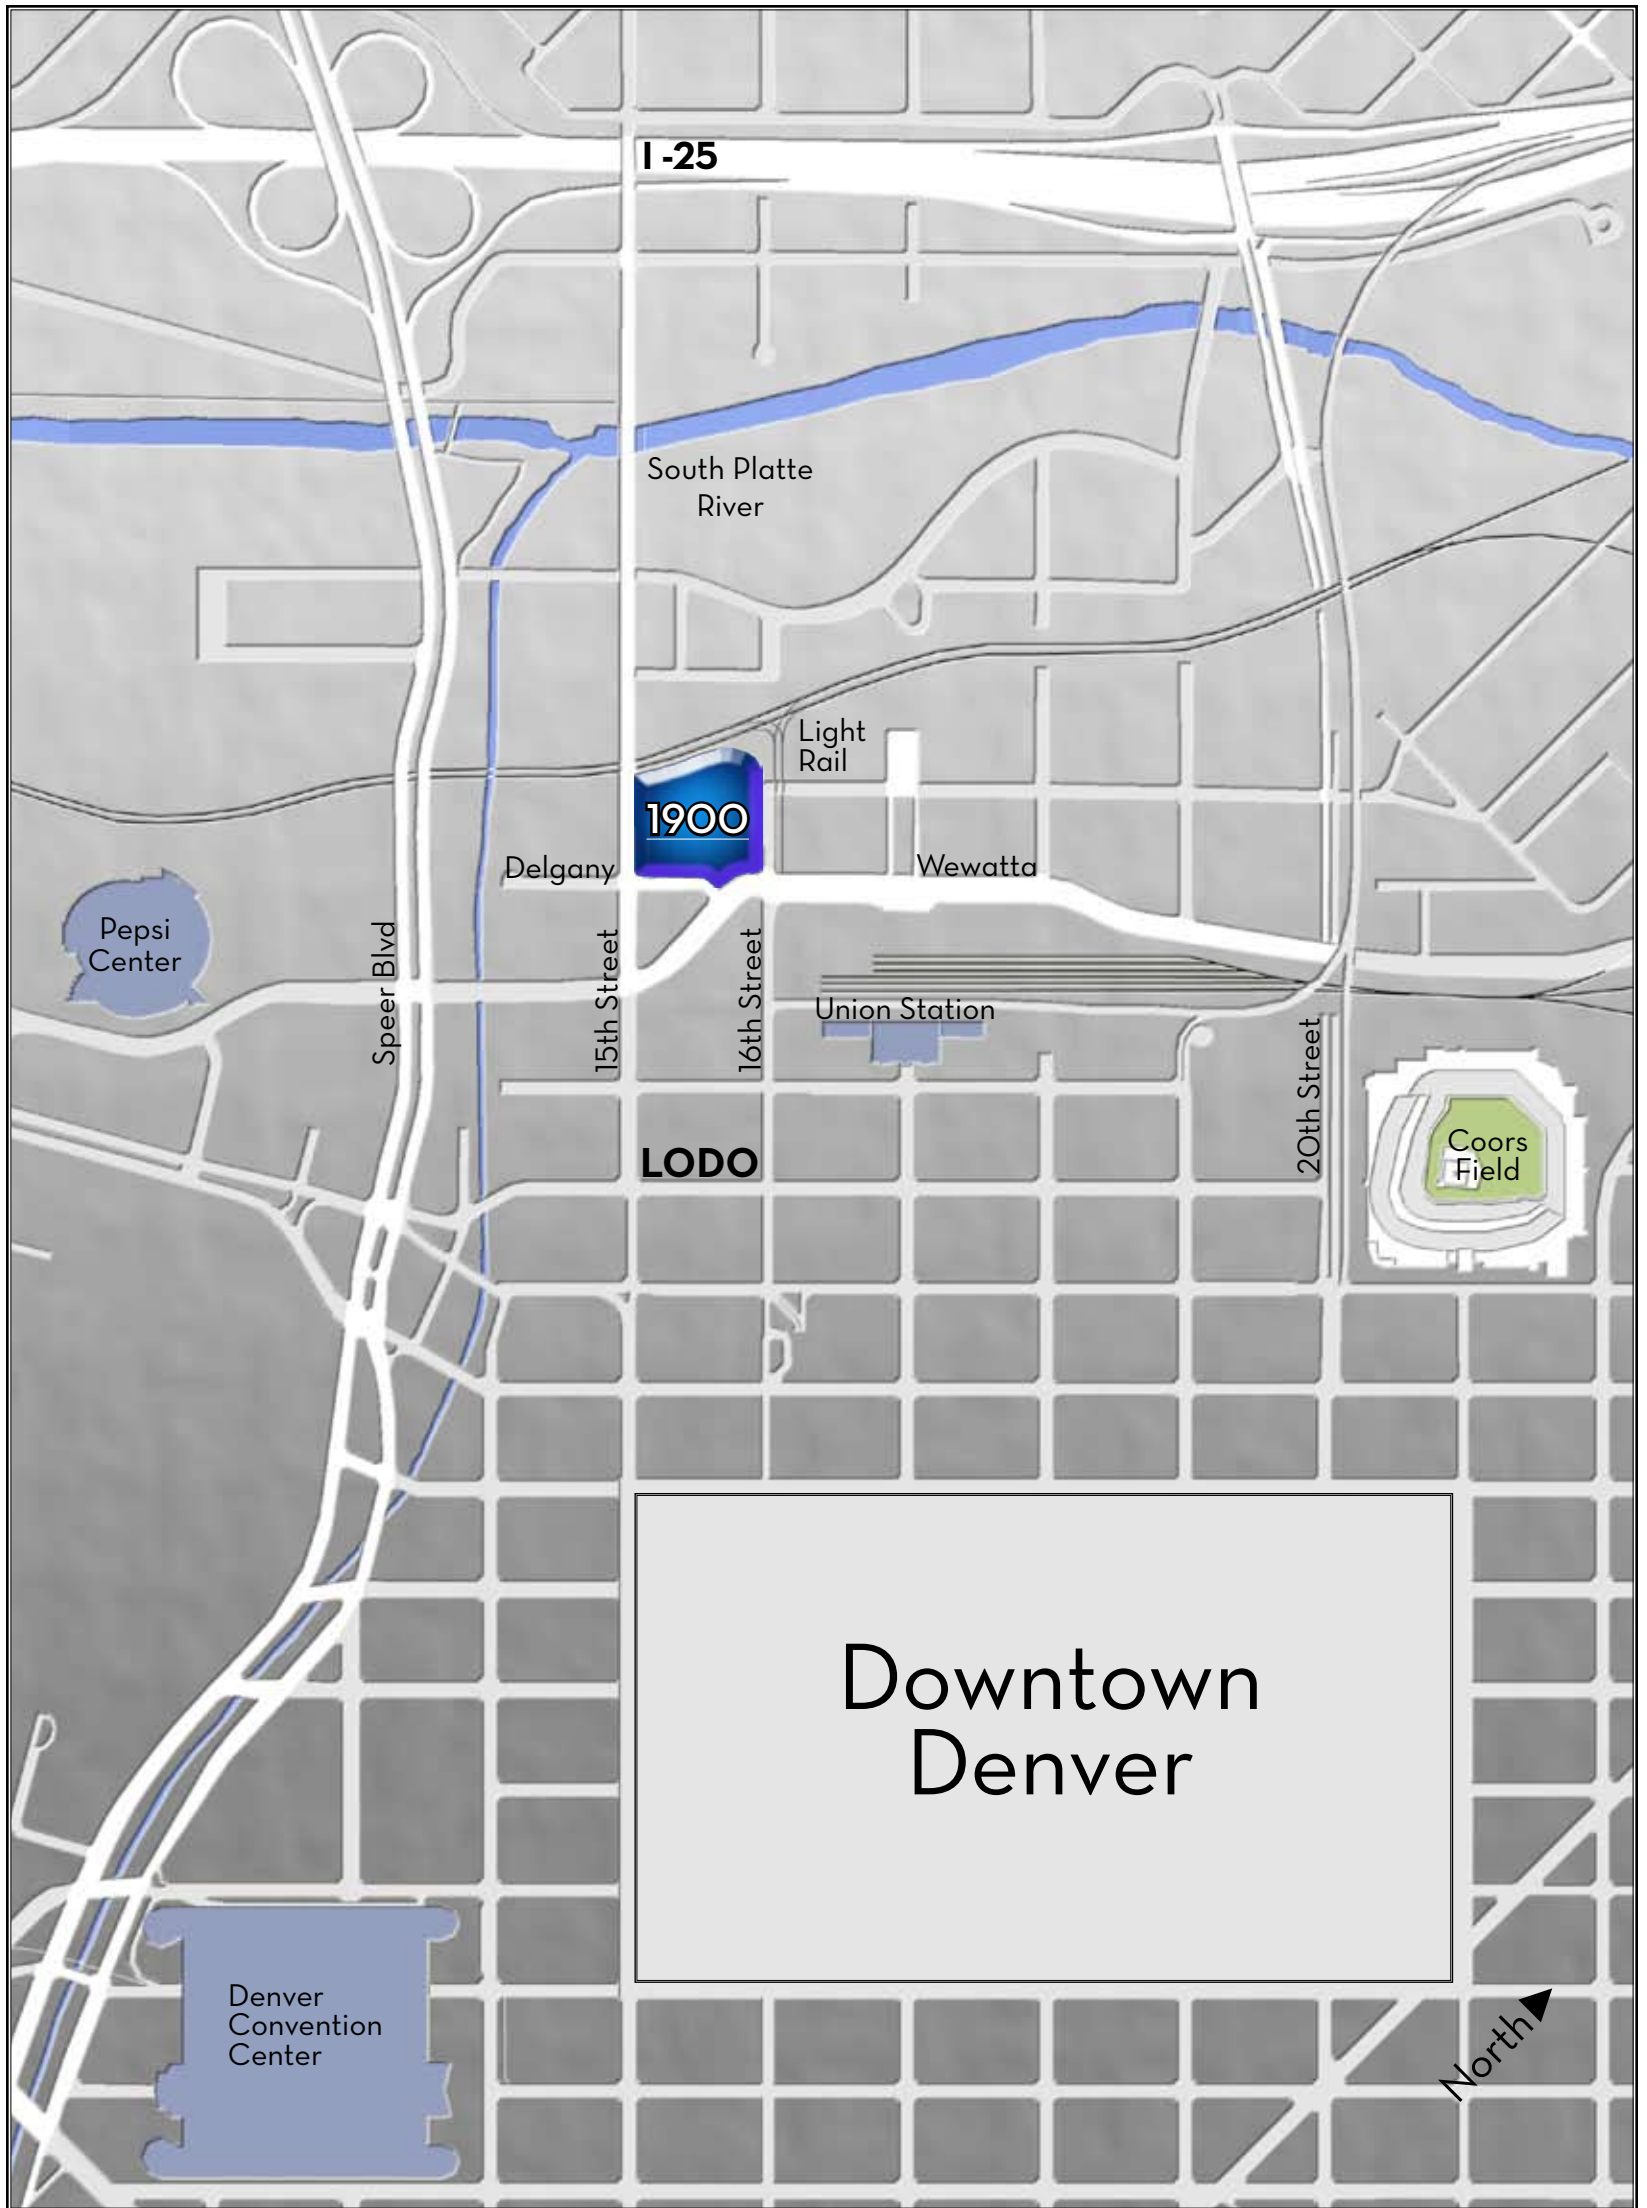 I -25
South Platte
River
Light
Rail
1900
Delgany
Wewatta
Pepsi
Center
Speer Blvd
15th Street
16th Street
Union Station
20th Street
Coors
Field
LODO
Downtown
Denver
Denver
Convention
Center
North